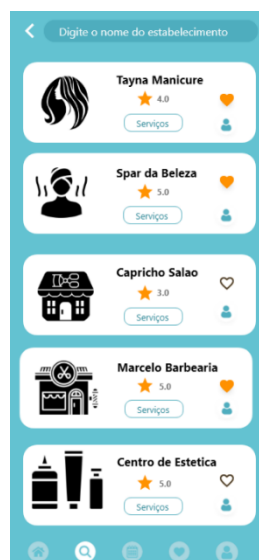 Digite o nome do estabelecimento
Tayna Manicure
4.0
Serviços
Spar da Beleza
5.0
Serviços
Capricho Salao
3.0
Serviços
Marcelo Barbearia
5.0
Serviços
Centro de Estetica
5.0
Serviços